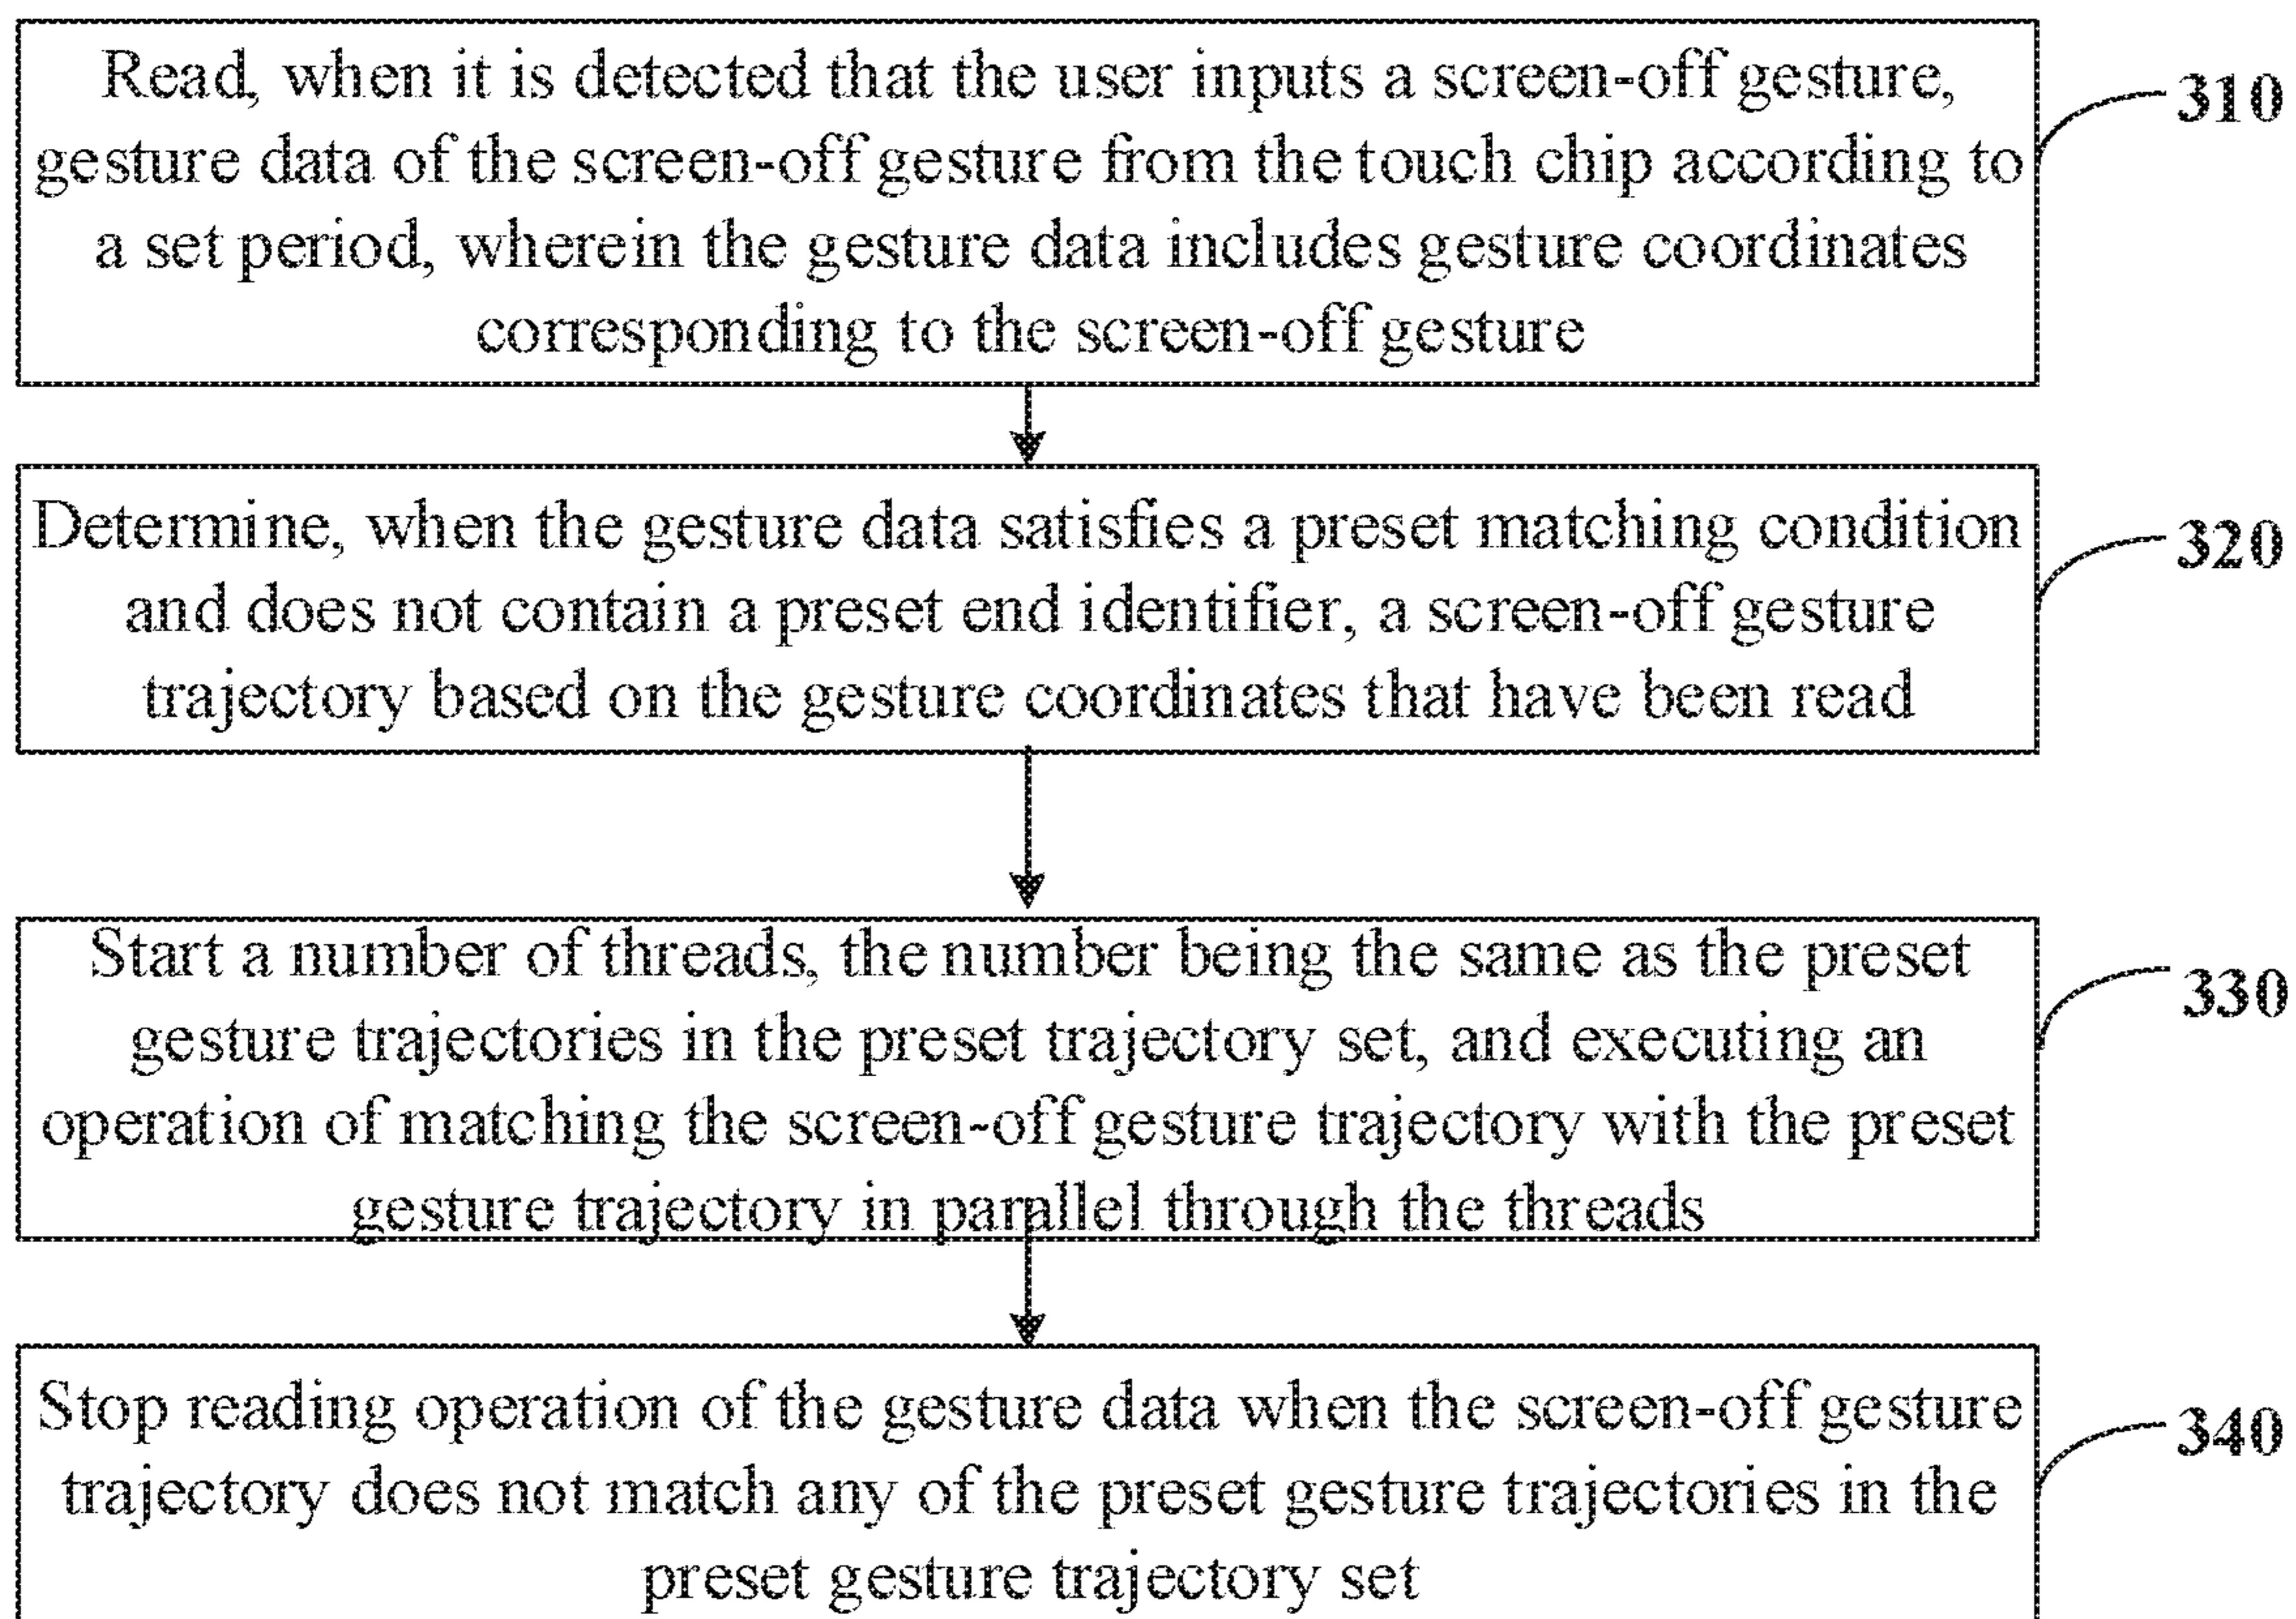 Read, when it is detected that the user inputs a screen-off gesture,
gesture data of the screen-off gesture from the touch chip according to
a set period, wherein the gesture data includes gesture coordinates
corresponding to the screen-off gesture
310
Determine, when the gesture data satisfies a preset matching condition
and does not contain a preset end identifier, a screen-off gesture
trajectory based on the gesture coordinates that have been read
320
Start a number of threads, the number being the same as the preset
gesture trajectories in the preset trajectory set, and executing an
operation of matching the screen-off gesture trajectory with the preset
gesture trajectory in parallel through the threads
330
Stop reading operation of the gesture data when the screen-off gesture
trajectory does not match any of the preset gesture trajectories in the
preset gesture trajectory set
340